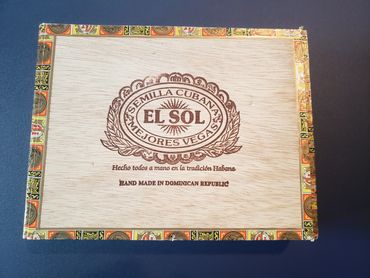 SEMILLA CUBANA
EL SOL
MEJORES VEGAS
Hecho todos a mano en la tradición Habana
HAND MADE IN DOMINICAN REPUBLIC